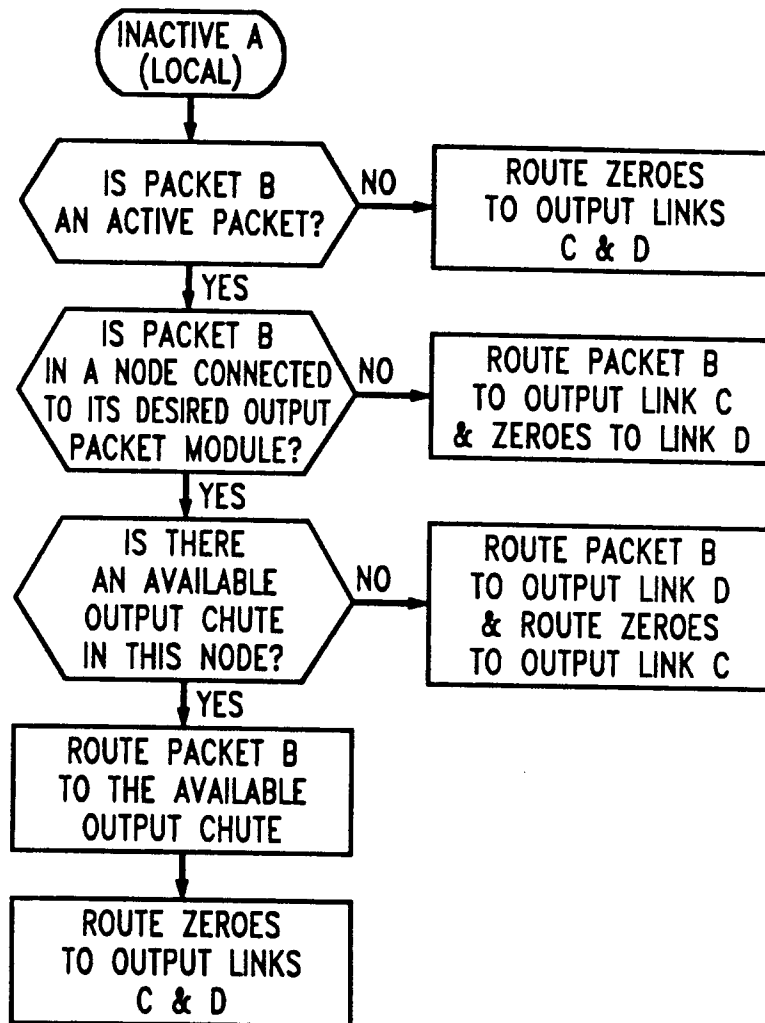 INACTIVE A
(LOCAL)
IS PACKET B
AN ACTIVE PACKET?
NO
ROUTE ZEROES
TO OUTPUT LINKS
C & D
YES
IS PACKET B
IN A NODE CONNECTED
TO ITS DESIRED OUTPUT
PACKET MODULE?
NO
ROUTE PACKET B
TO OUTPUT LINK C
& ZEROES TO LINK D
YES
IS THERE
AN AVAILABLE
OUTPUT CHUTE
IN THIS NODE?
NO
ROUTE PACKET B
TO OUTPUT LINK D
& ROUTE ZEROES
TO OUTPUT LINK C
YES
ROUTE PACKET B
TO THE AVAILABLE
OUTPUT CHUTE
ROUTE ZEROES
TO OUTPUT LINKS
C & D